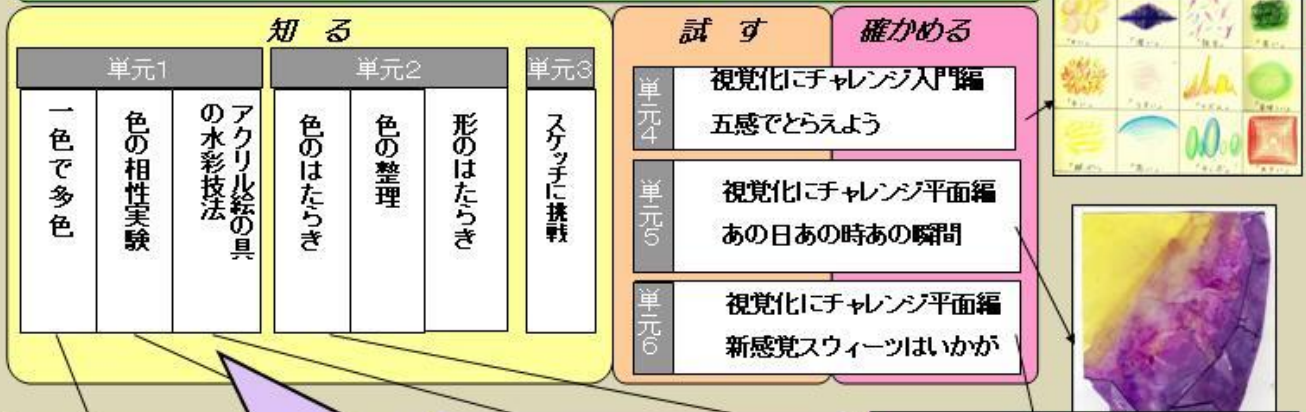 知る
単元1
一色で多色
色の相性実験
アクリル絵の具
の水彩技法
単元2
色のはたらき
色の整理
形のはたらき
単元3
スケッチに挑戦
試す
確かめる
単元4
視覚化にチャレンジ入門編
五感でとらえよう
単元5
視覚化にチャレンジ平面編
あの日あの時あの瞬間
単元6
視覚化にチャレンジ平面編
新感覚スウィーツはいかが